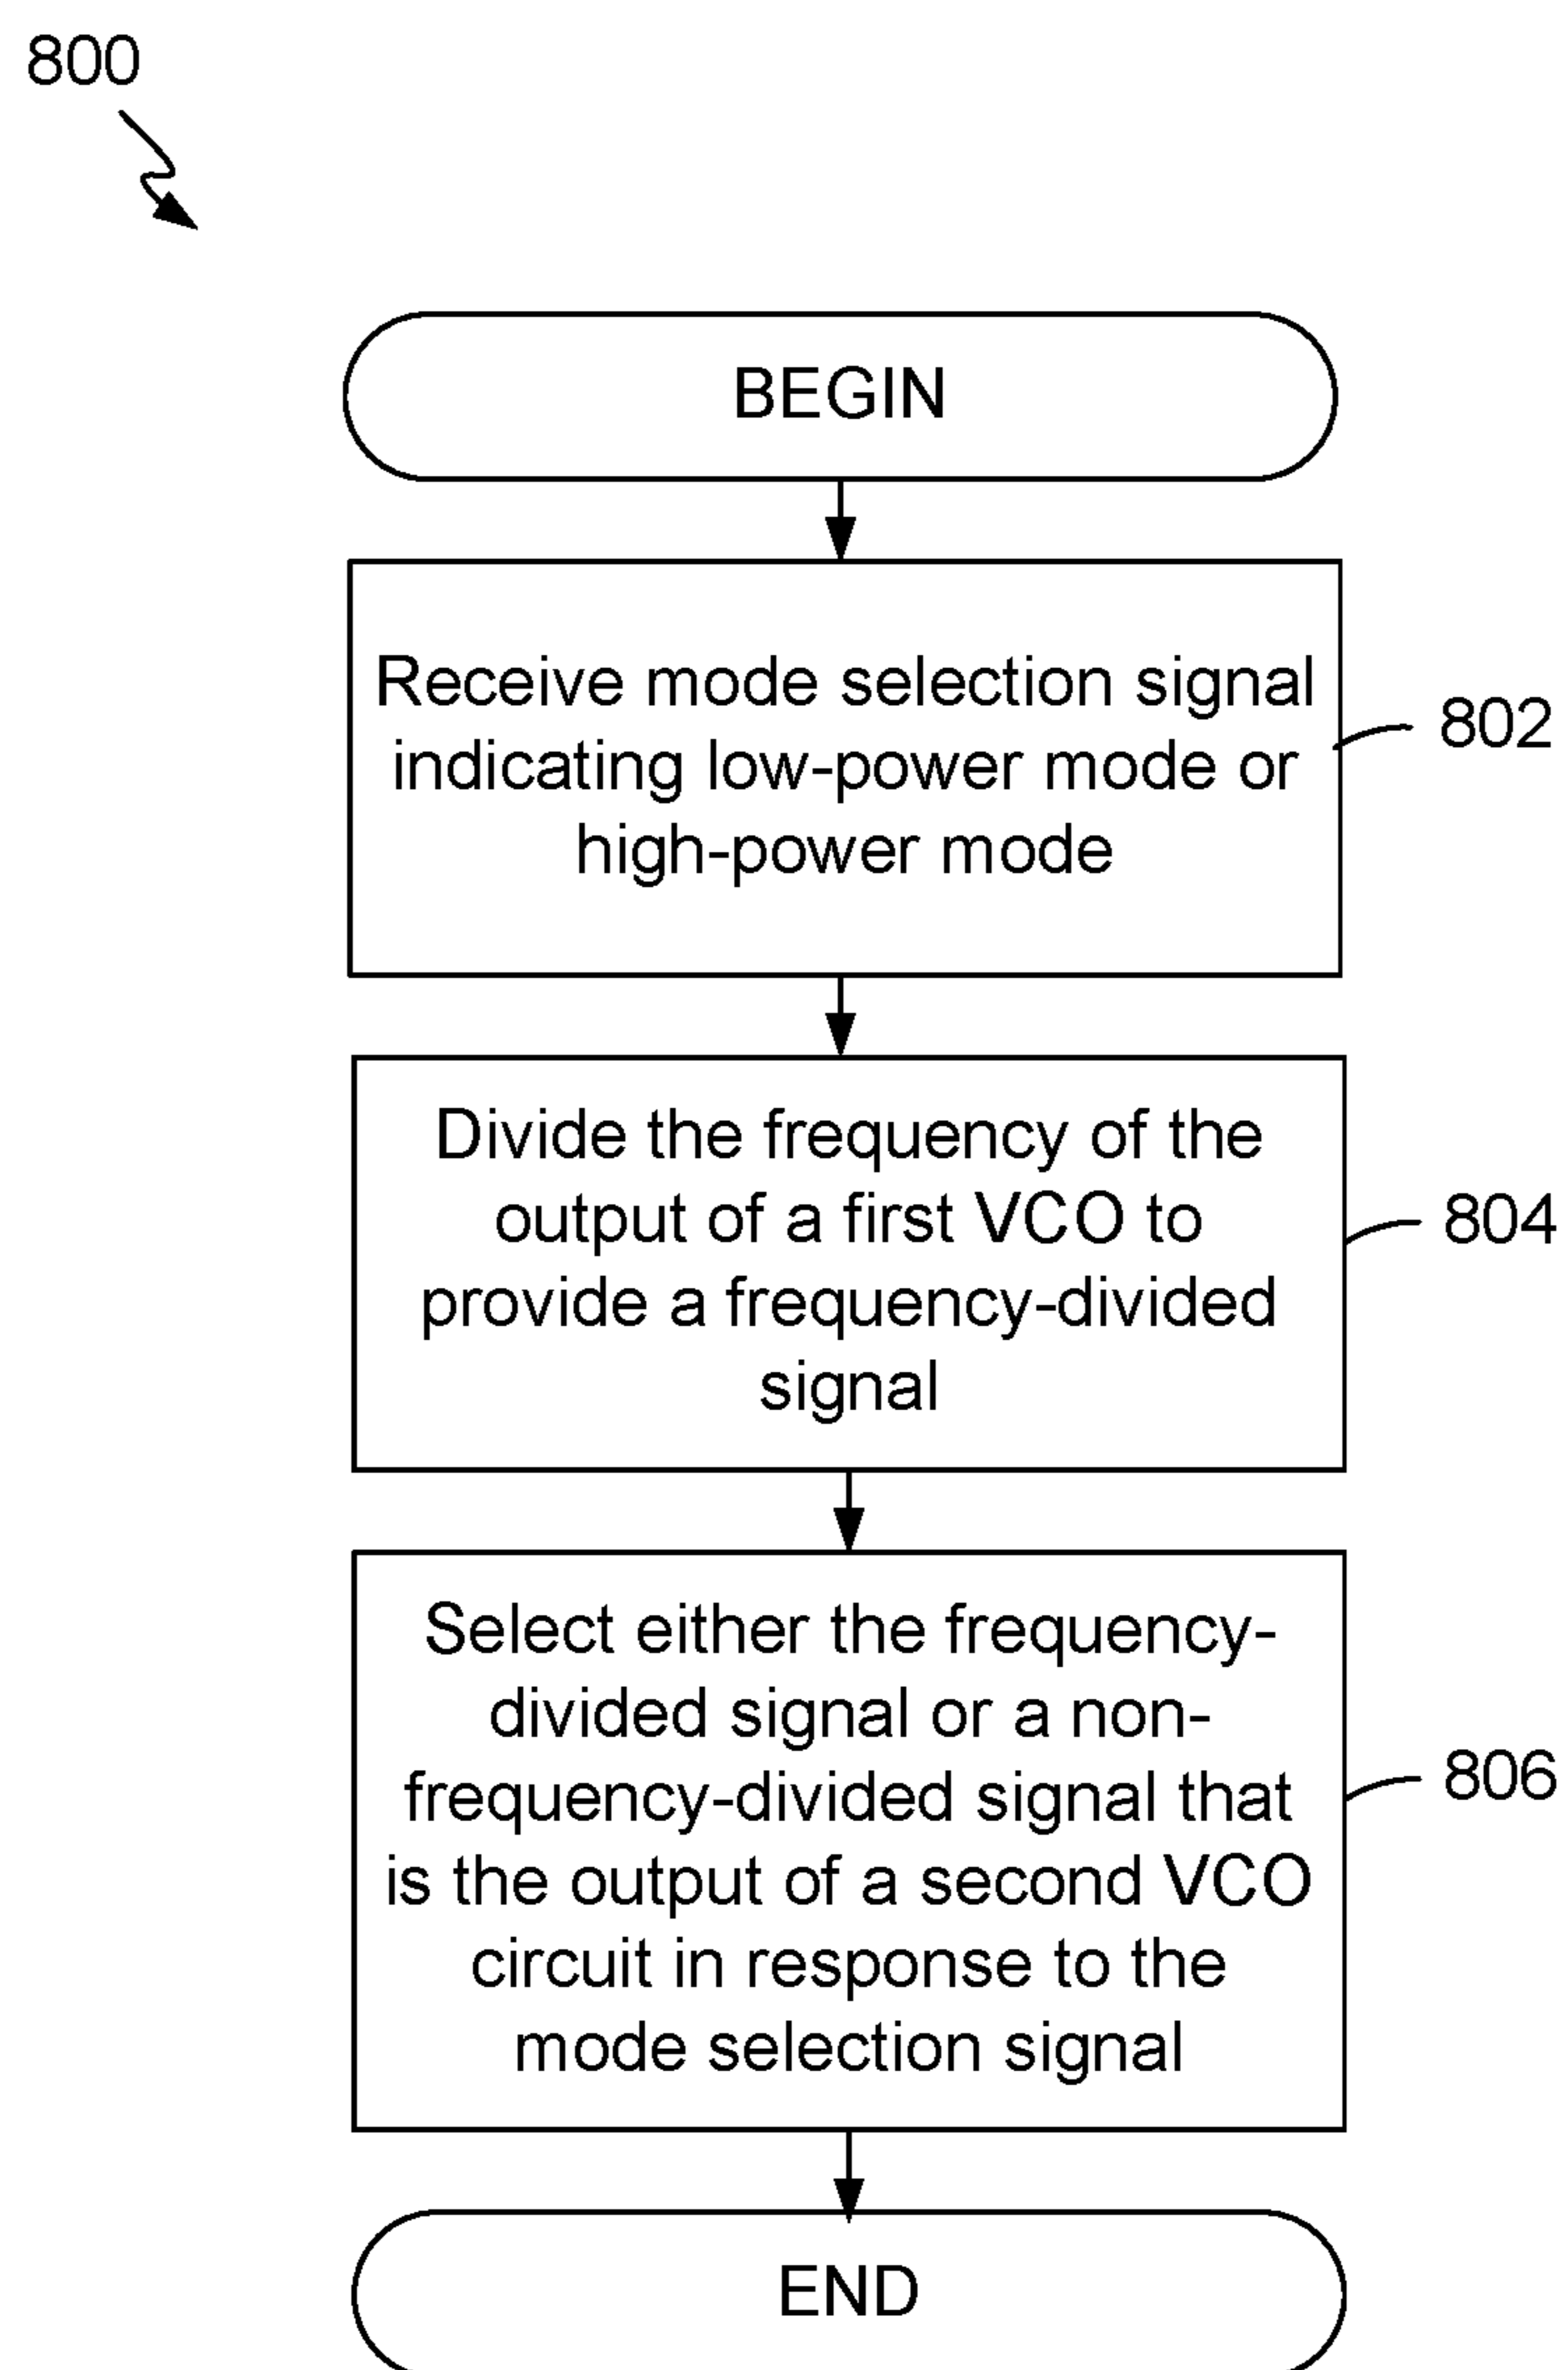 800
BEGIN
Receive mode selection signal
indicating low-power mode or
high-power mode
802
Divide the frequency of the
output of a first VCO to
provide a frequency-divided
signal
804
Select either the frequency-
divided signal or a non-
frequency-divided signal that
is the output of a second VCO
circuit in response to the
mode selection signal
806
END